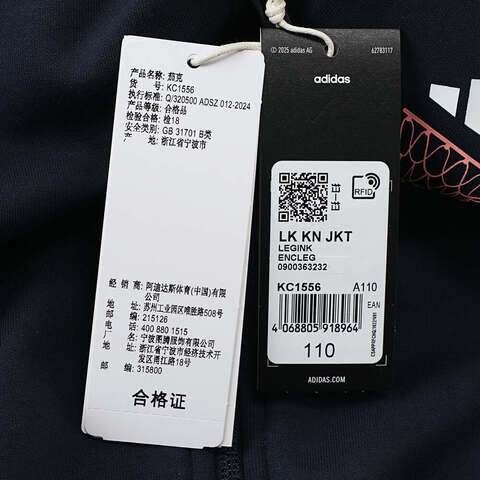 产品名称: 茄克
货 号: KC1556
执行标准: Q/320500 ADSZ 012-2024
产品等级: 合格品
检验合格: 检18
安全类别: GB 31701 B类
产 地: 浙江省宁波市
经 销 商: 阿迪达斯体育(中国)有限
公司
地 址: 苏州工业园区唯胜路508号
邮 编: 215126
电 话: 400 880 1515
生 产 商: 宁波图腾服饰有限公司
地 址: 浙江省宁波市经济技术开
发区甬江路18号
邮 编: 315800
合格证
© 2025 adidas AG
62783117
adidas
RFID
LK KN JKT
LEGINK
ENCLEG
0900363232
KC1556 A110
EAN
4 068805 918964
110
ADIDAS.COM